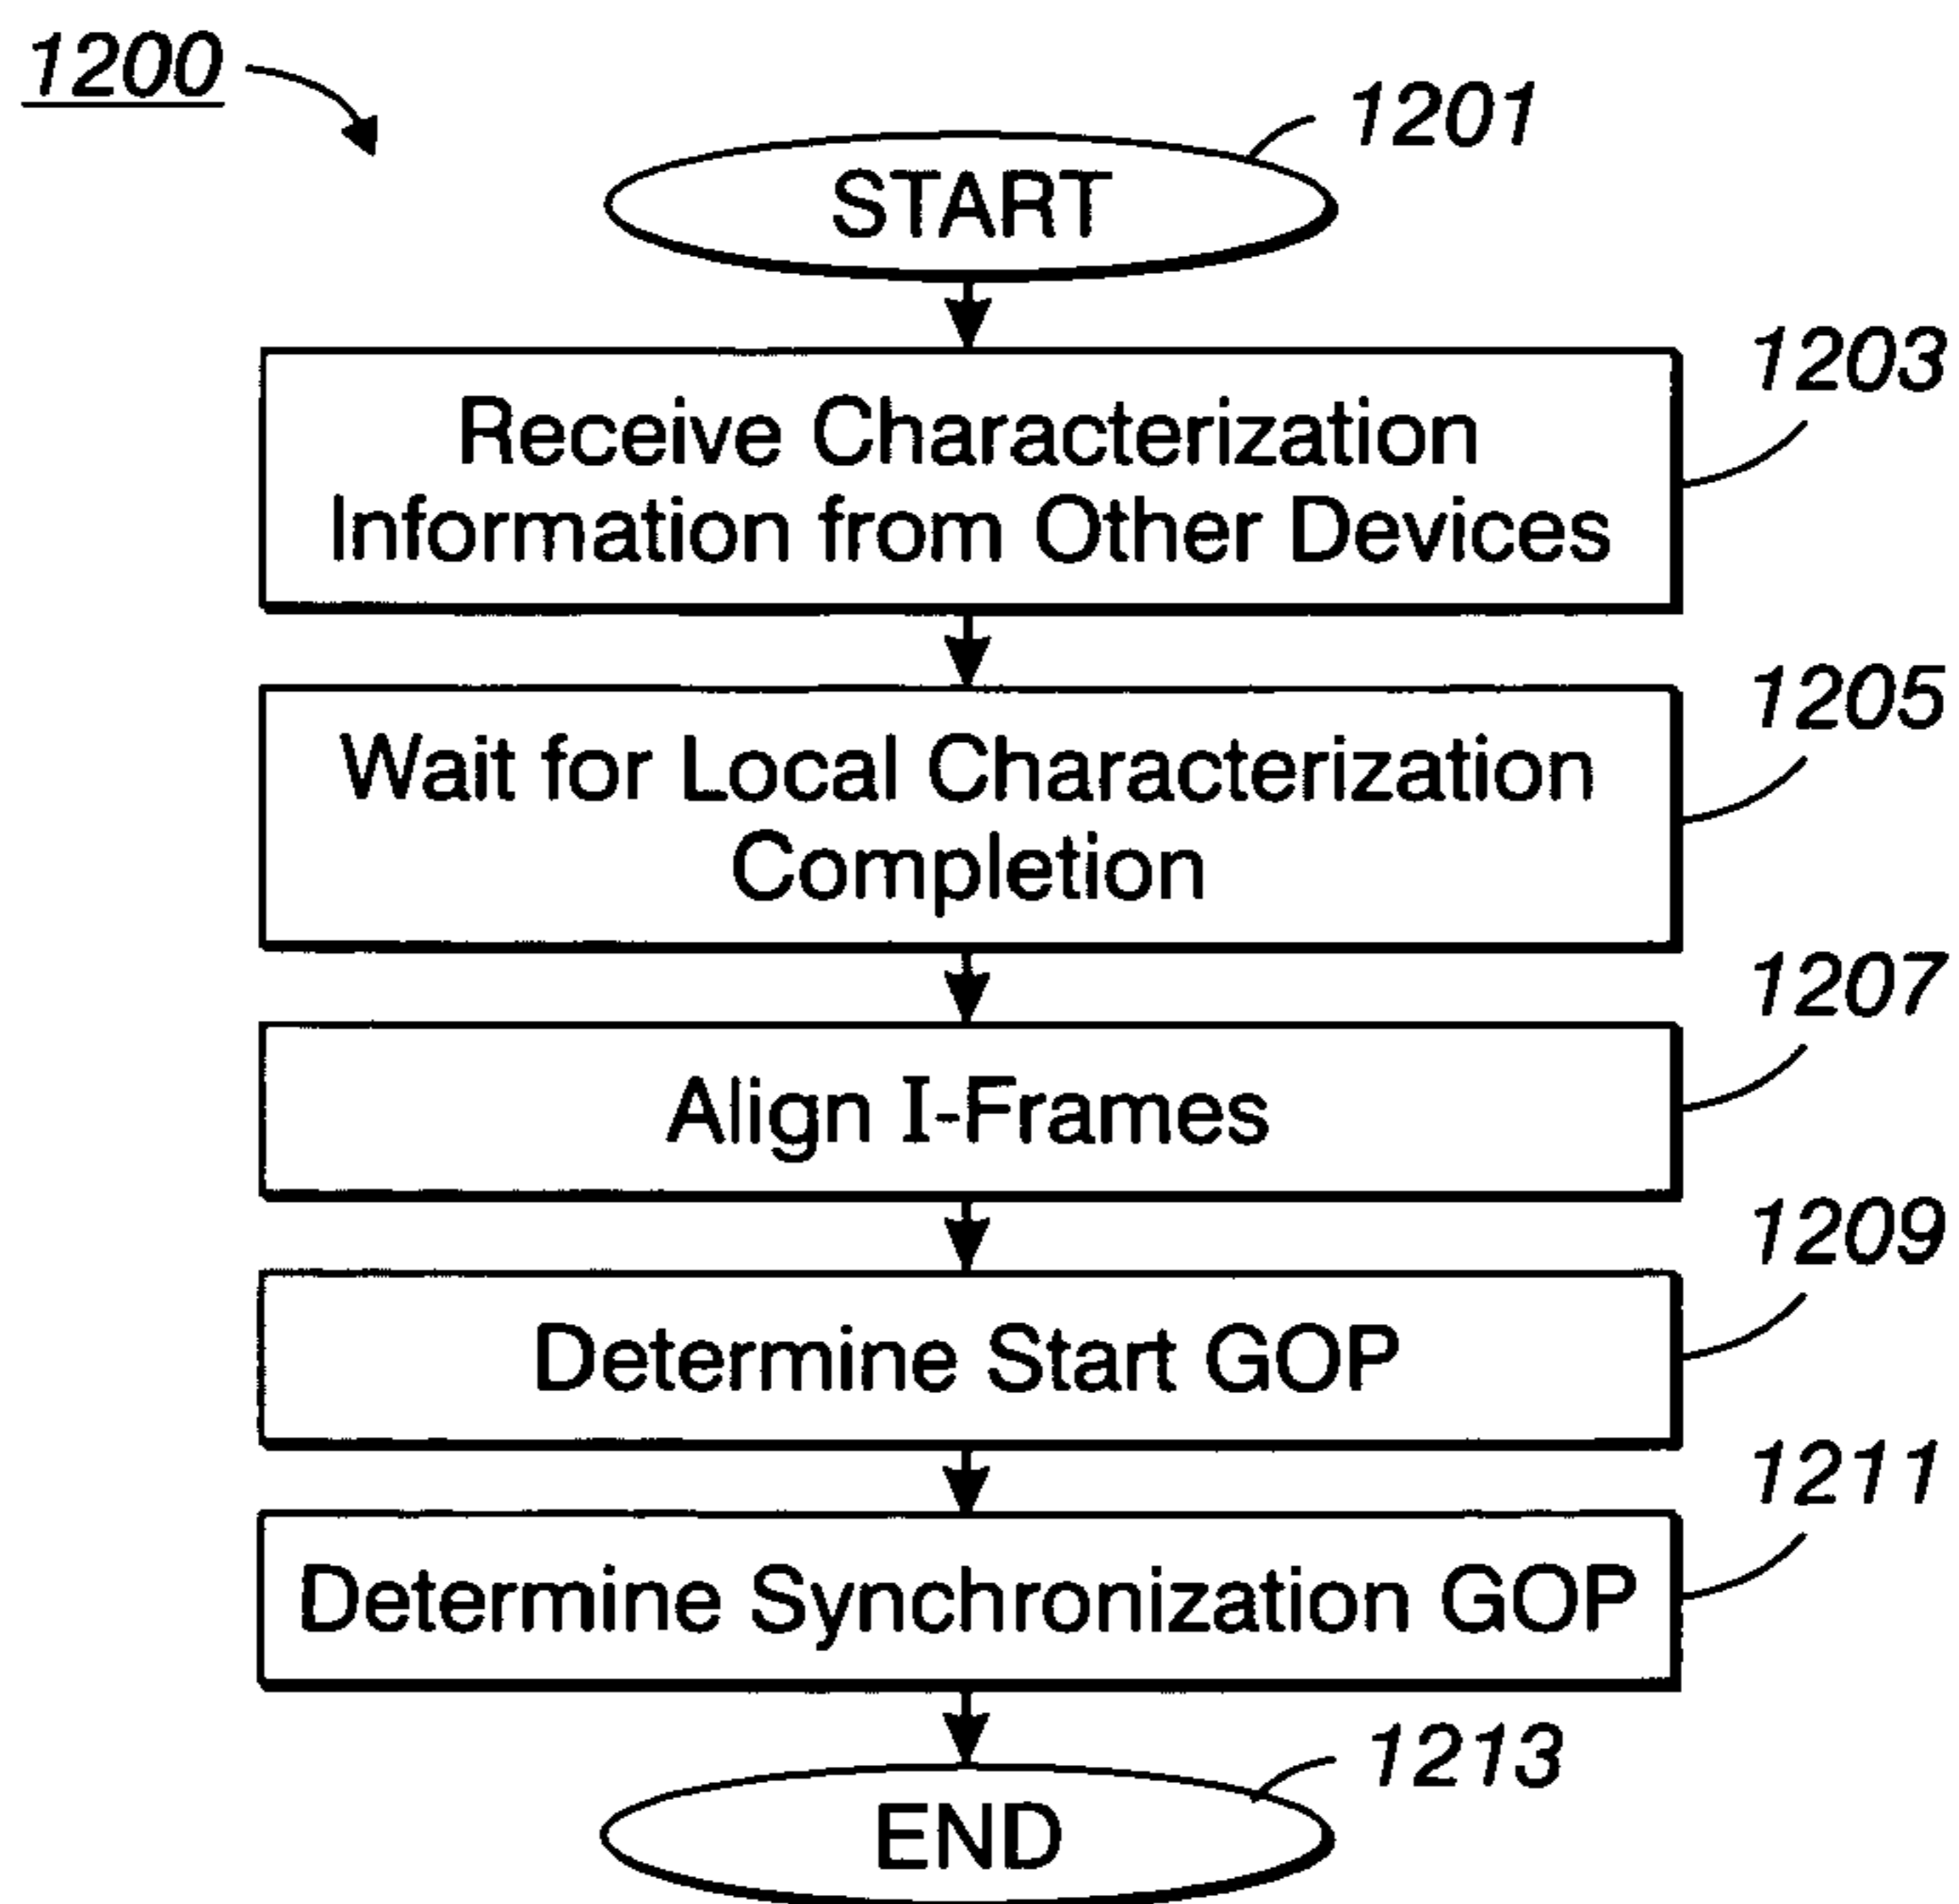 1200
1201
START
1203
Receive Characterization
Information from Other Devices
1205
Wait for Local Characterization
Completion
1207
Align I-Frames
1209
Determine Start GOP
1211
Determine Synchronization GOP
1213
END